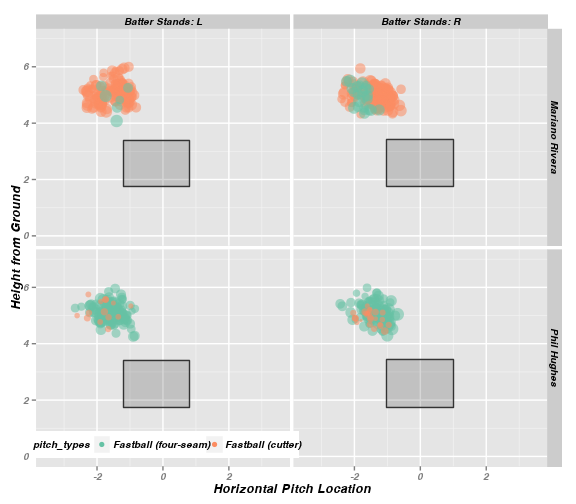 Batter Stands: L
Batter Stands: R
Mariano Rivera
Phil Hughes
Height from Ground
6
4
2
0
6
4
2
0
pitch_types Fastball (four-seam) Fastball (cutter)
-2 0 2
-2 0 2
Horizontal Pitch Location